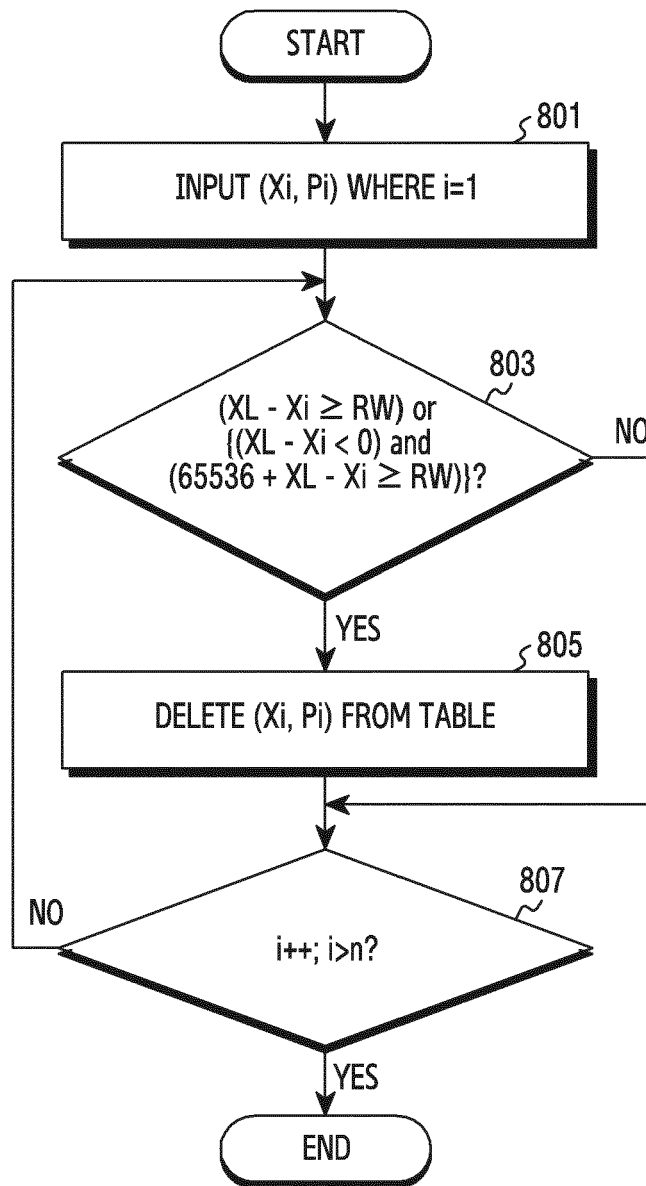 START
801
INPUT (Xi, Pi) WHERE i=1
803
(XL - Xi ≥ RW) or
{(XL - Xi < 0) and
(65536 + XL - Xi ≥ RW)}?
NO
YES
805
DELETE (Xi, Pi) FROM TABLE
807
NO
i++; i>n?
YES
END